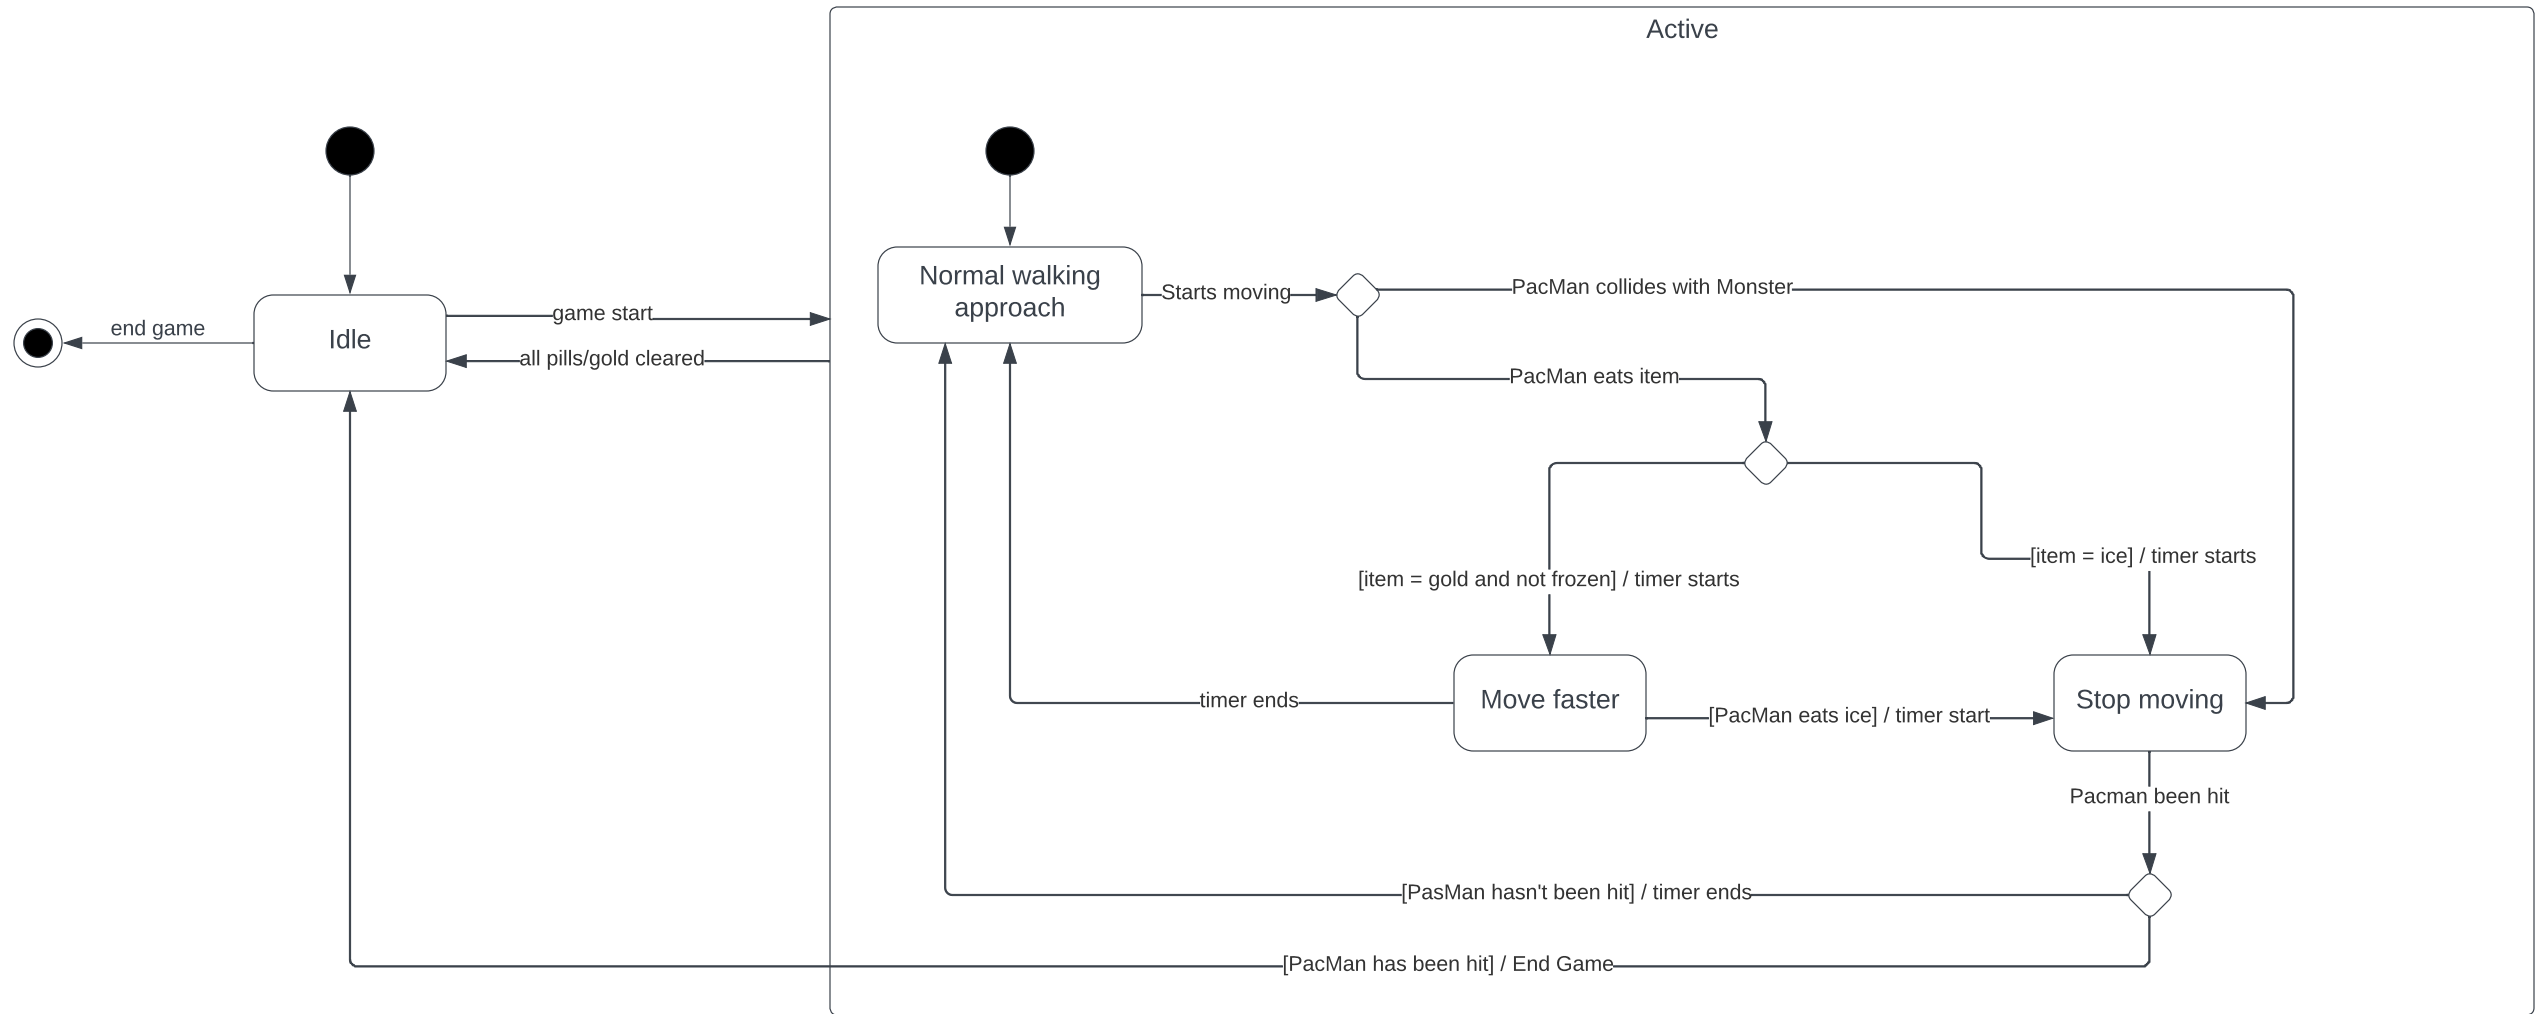 Active
Normal walking
approach
Starts moving
PacMan collides with Monster
game start
end game
Idle
all pills/gold cleared
PacMan eats item
[item = ice] / timer starts
[item = gold and not frozen] / timer starts
timer ends
Move faster
[PacMan eats ice] / timer start
Stop moving
Pacman been hit
[PasMan hasn't been hit] / timer ends
[PacMan has been hit] / End Game